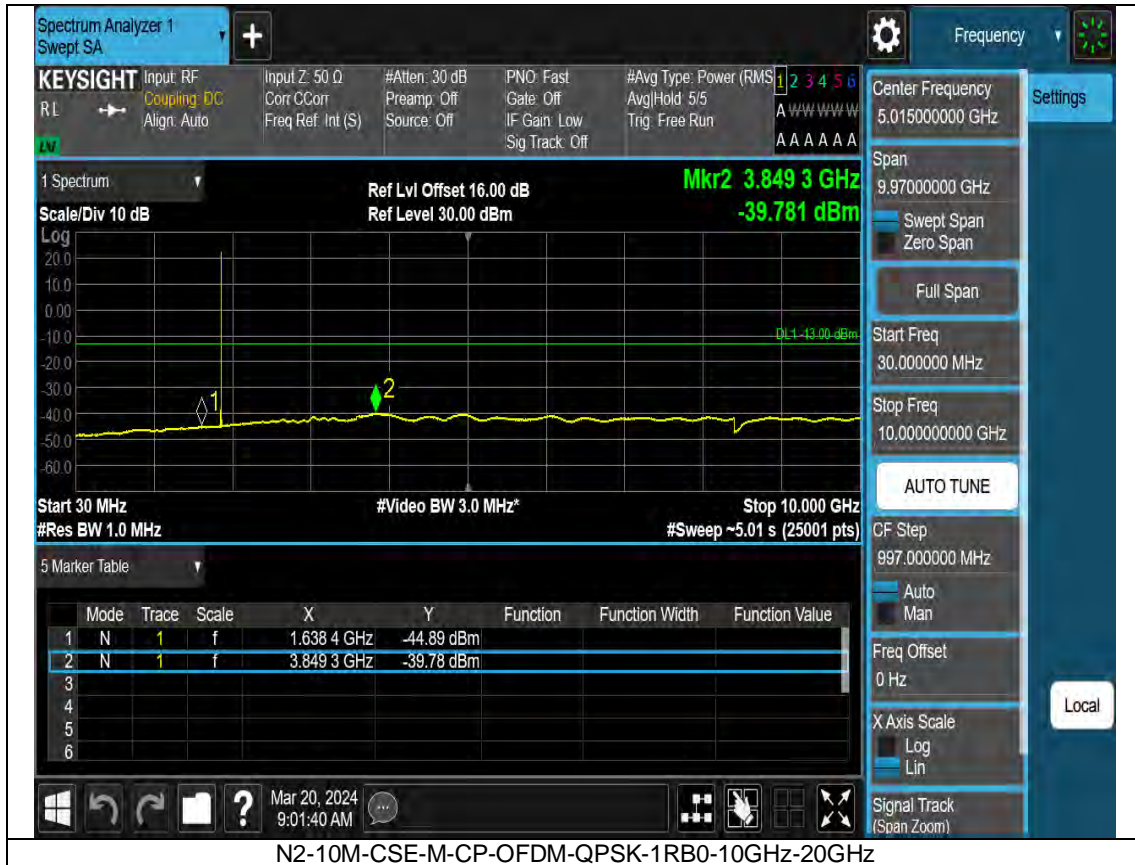 Spectrum Analyzer 1
Swept SA
Frequency
KEYSIGHT
RL
Input: RF
Coupling: DC
Align: Auto
Input Z: 50 Ω
Corr CCorr
Freq Ref: Int (S)
#Atten: 30 dB
Preamp: Off
Source: Off
PNO: Fast
Gate: Off
IF Gain: Low
Sig Track: Off
#Avg Type: Power (RMS
Avg|Hold: 5/5
Trig: Free Run
1 2 3 4 5 6
A W W W W W
A A A A A A
1 Spectrum
Scale/Div 10 dB
Log
Ref Lvl Offset 16.00 dB
Ref Level 30.00 dBm
Mkr2 3.849 3 GHz
-39.781 dBm
20.0
10.0
0.00
-10.0
-20.0
-30.0
-40.0
-50.0
-60.0
DL1 -13.00 dBm
1
2
Start 30 MHz
#Res BW 1.0 MHz
#Video BW 3.0 MHz*
Stop 10.000 GHz
#Sweep ~5.01 s (25001 pts)
5 Marker Table
Mode Trace Scale X Y Function Function Width Function Value
1 N 1 f 1.638 4 GHz -44.89 dBm
2 N 1 f 3.849 3 GHz -39.78 dBm
3
4
5
6
Mar 20, 2024
9:01:40 AM
?
Center Frequency
5.015000000 GHz
Settings
Span
9.97000000 GHz
Swept Span
Zero Span
Full Span
Start Freq
30.000000 MHz
Stop Freq
10.000000000 GHz
AUTO TUNE
CF Step
997.000000 MHz
Auto
Man
Freq Offset
0 Hz
Local
X Axis Scale
Log
Lin
Signal Track
(Span Zoom)
N2-10M-CSE-M-CP-OFDM-QPSK-1RB0-10GHz-20GHz